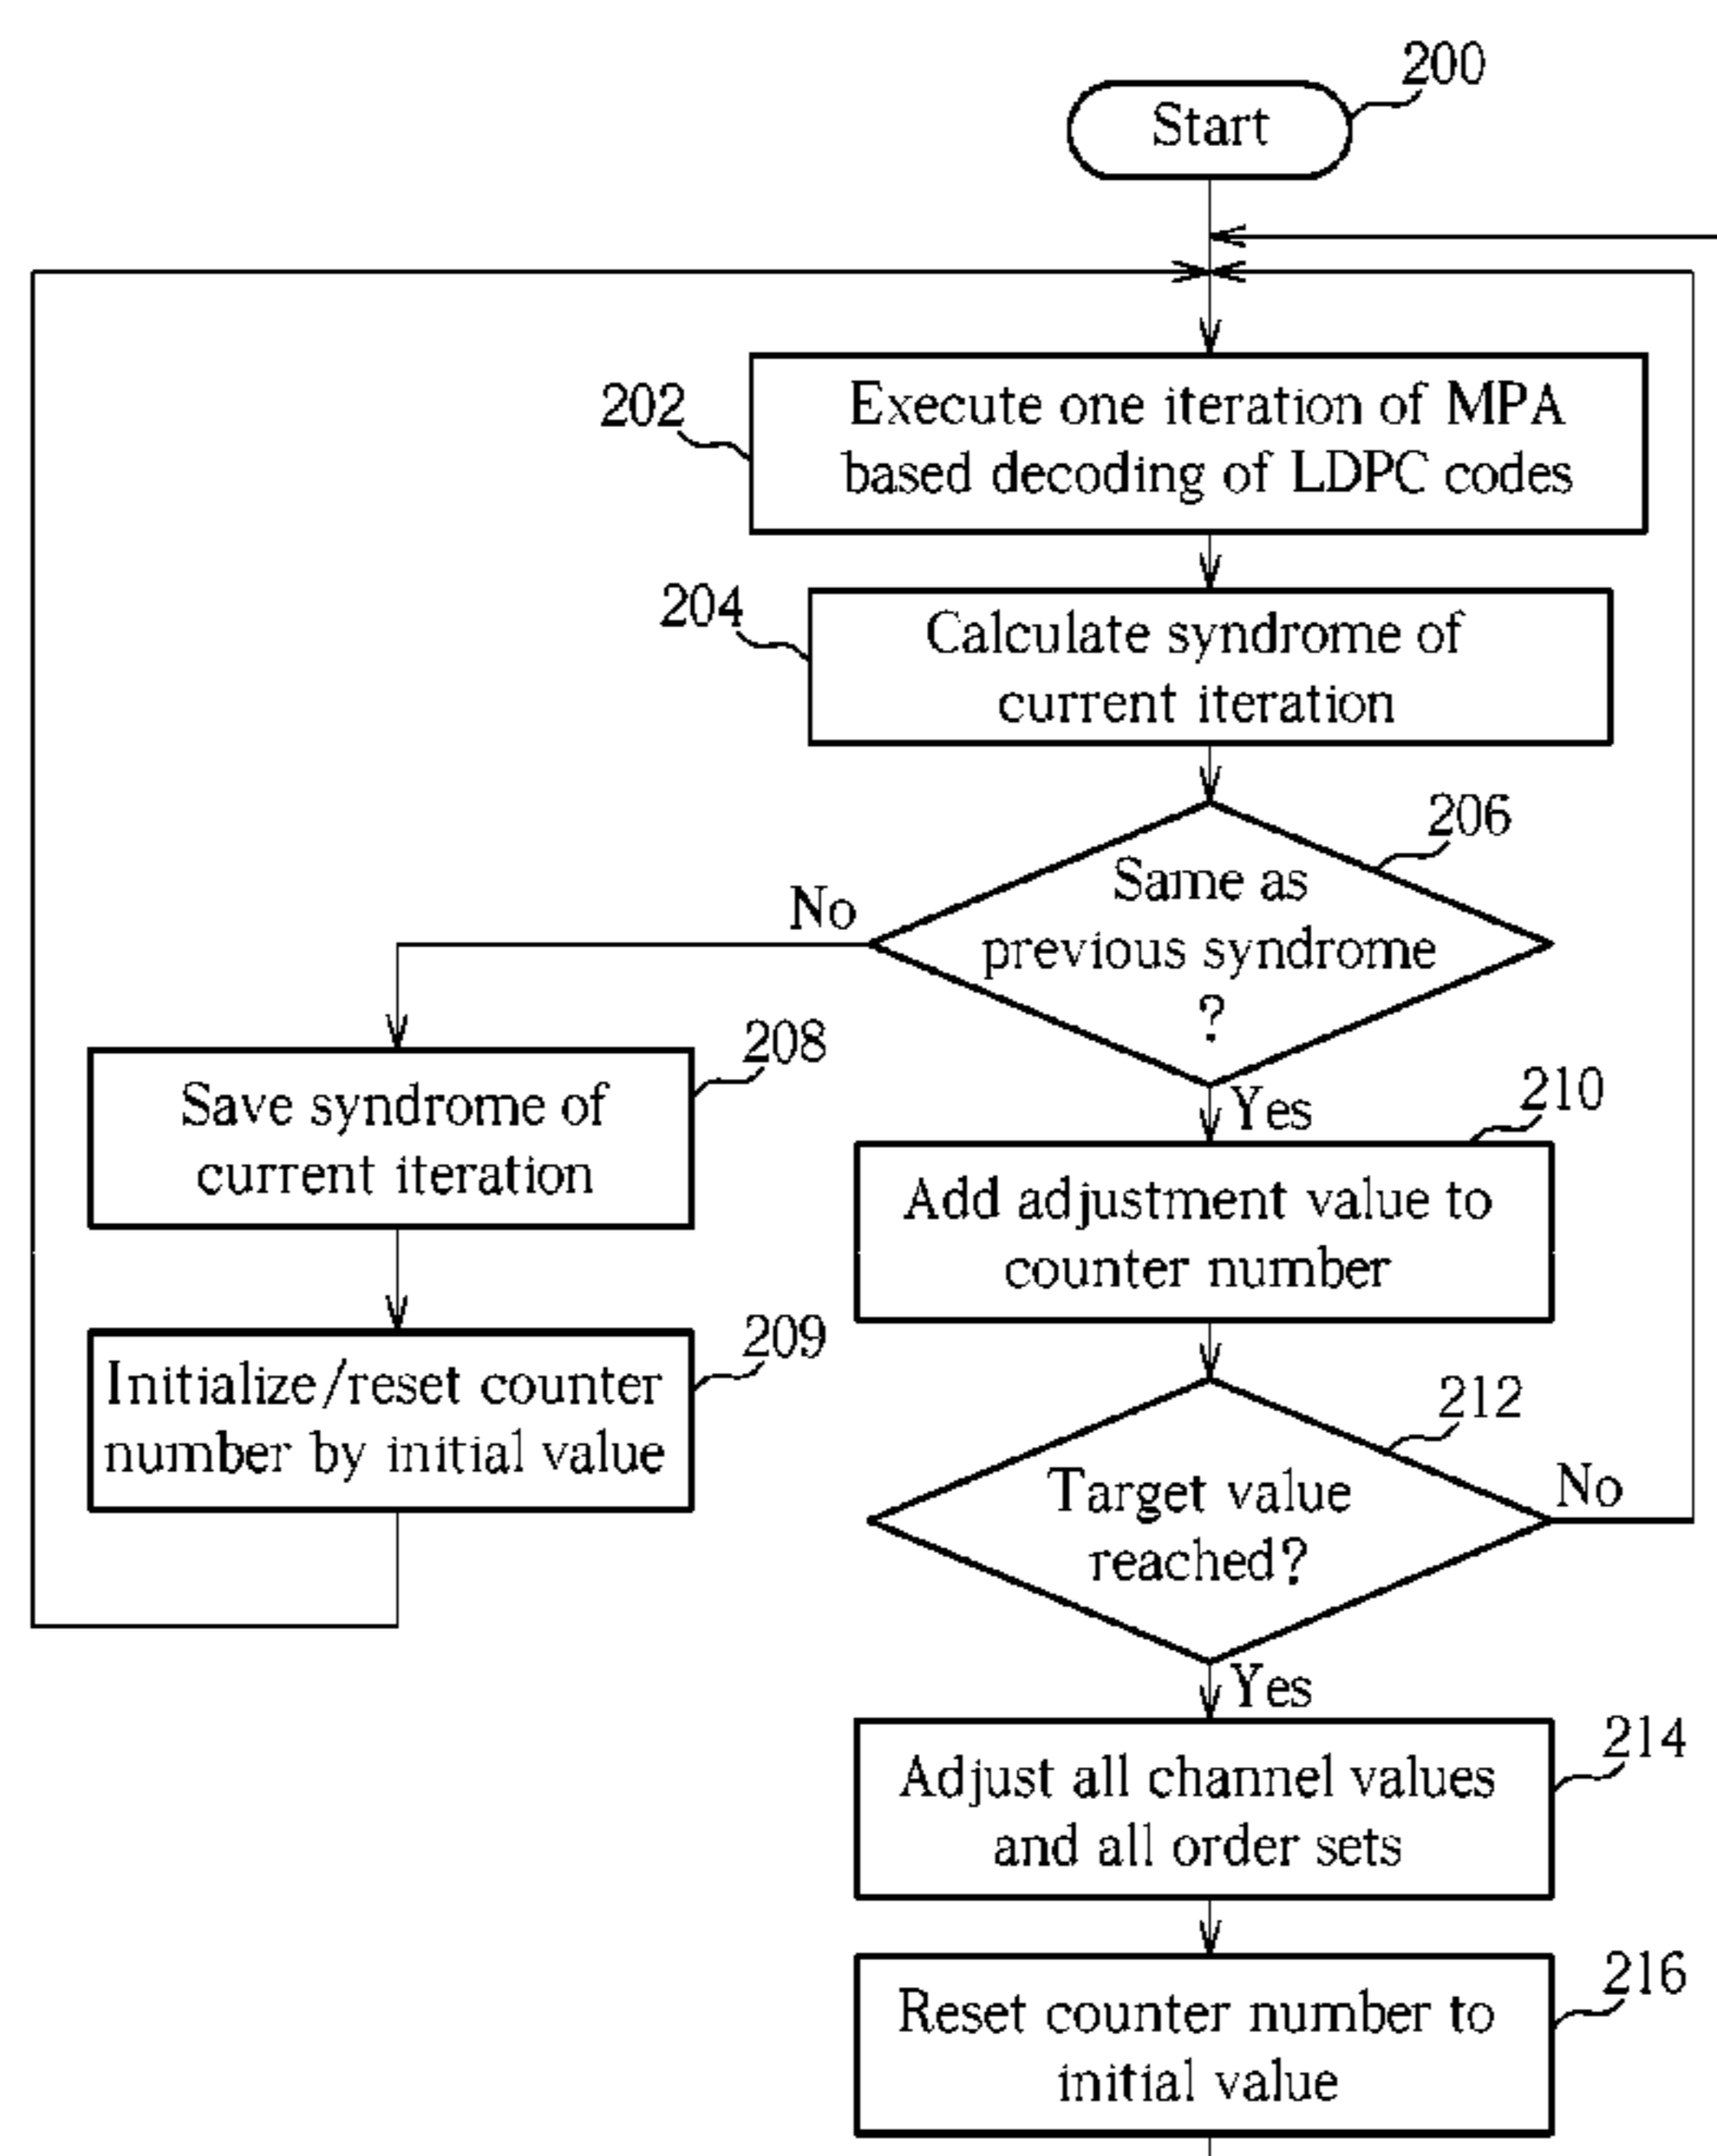 200
Start
202
Execute one iteration of MPA
based decoding of LDPC codes
204
Calculate syndrome of
current iteration
206
Same as
previous syndrome
?
No
Yes
208
Save syndrome of
current iteration
210
Add adjustment value to
counter number
209
Initialize/reset counter
number by initial value
212
Target value
reached?
No
Yes
214
Adjust all channel values
and all order sets
216
Reset counter number to
initial value